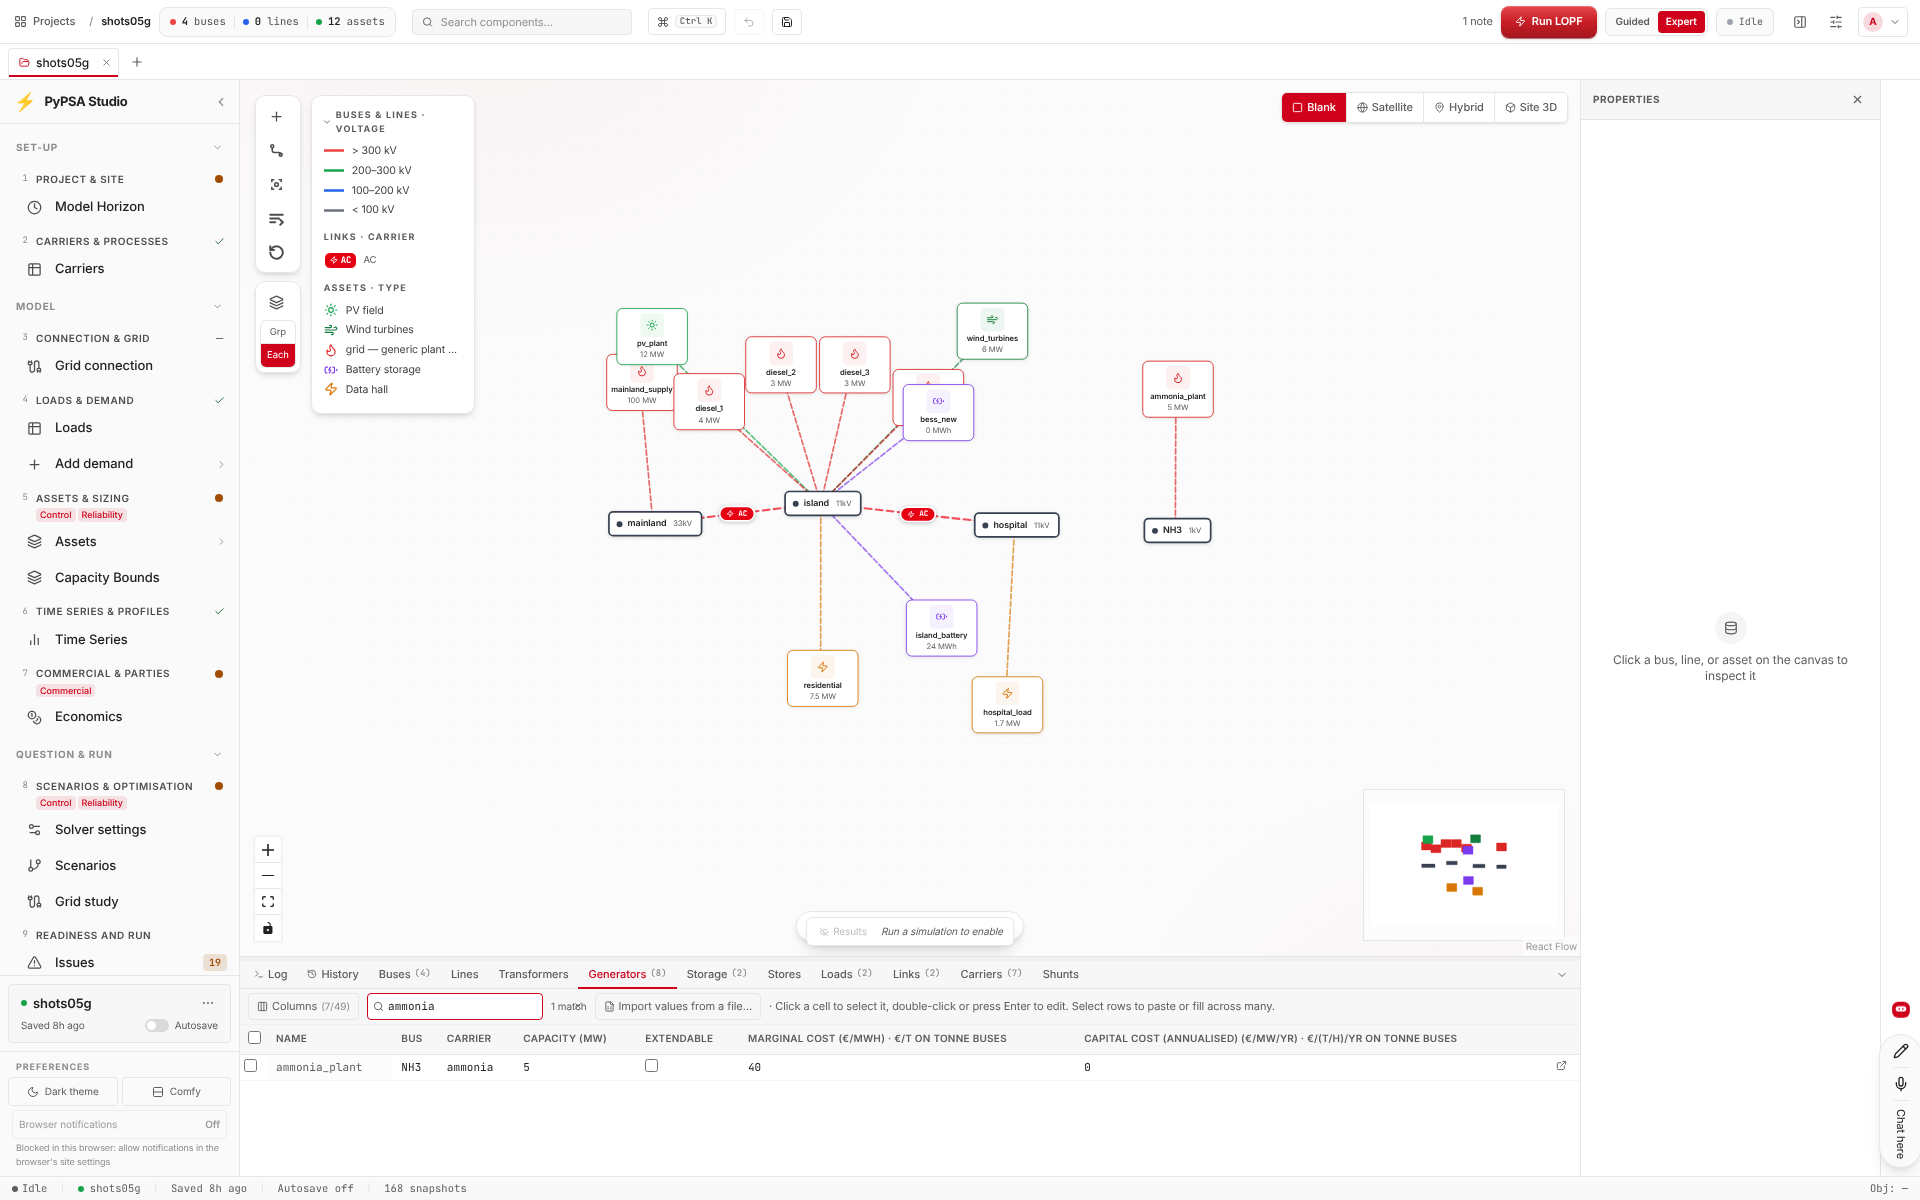 Projects / shots05g
4 buses
0 lines
12 assets
Search components...
Ctrl K
1 note
Run LOPF
Guided
Expert
Idle
A
shots05g
PyPSA Studio
SET-UP
1 PROJECT & SITE
Model Horizon
2 CARRIERS & PROCESSES
Carriers
MODEL
3 CONNECTION & GRID
Grid connection
4 LOADS & DEMAND
Loads
Add demand
5 ASSETS & SIZING
Control Reliability
Assets
Capacity Bounds
6 TIME SERIES & PROFILES
Time Series
7 COMMERCIAL & PARTIES
Commercial
Economics
QUESTION & RUN
8 SCENARIOS & OPTIMISATION
Control Reliability
Solver settings
Scenarios
Grid study
9 READINESS AND RUN
Issues 19
shots05g
Saved 8h ago
Autosave
PREFERENCES
Dark theme
Comfy
Browser notifications Off
Blocked in this browser: allow notifications in the
browser's site settings
Grp
Each
BUSES & LINES ·
VOLTAGE
> 300 kV
200–300 kV
100–200 kV
< 100 kV
LINKS · CARRIER
AC AC
ASSETS · TYPE
PV field
Wind turbines
grid — generic plant ...
Battery storage
Data hall
Blank
Satellite
Hybrid
Site 3D
pv_plant
12 MW
mainland_supply
100 MW
diesel_1
4 MW
diesel_2
3 MW
diesel_3
3 MW
wind_turbines
6 MW
bess_new
0 MWh
ammonia_plant
5 MW
island 11kV
mainland 33kV
AC
AC
hospital 11kV
NH3 1kV
island_battery
24 MWh
residential
7.5 MW
hospital_load
1.7 MW
Results Run a simulation to enable
React Flow
PROPERTIES
Click a bus, line, or asset on the canvas to
inspect it
Log
History
Buses (4)
Lines
Transformers
Generators (8)
Storage (2)
Stores
Loads (2)
Links (2)
Carriers (7)
Shunts
Columns (7/49)
ammonia
1 match
Import values from a file...
· Click a cell to select it, double-click or press Enter to edit. Select rows to paste or fill across many.
NAME BUS CARRIER CAPACITY (MW) EXTENDABLE MARGINAL COST (€/MWH) · €/T ON TONNE BUSES CAPITAL COST (ANNUALISED) (€/MW/YR) · €/(T/H)/YR ON TONNE BUSES
ammonia_plant NH3 ammonia 5 40 0
Chat here
Idle
shots05g
Saved 8h ago
Autosave off
168 snapshots
Obj: —